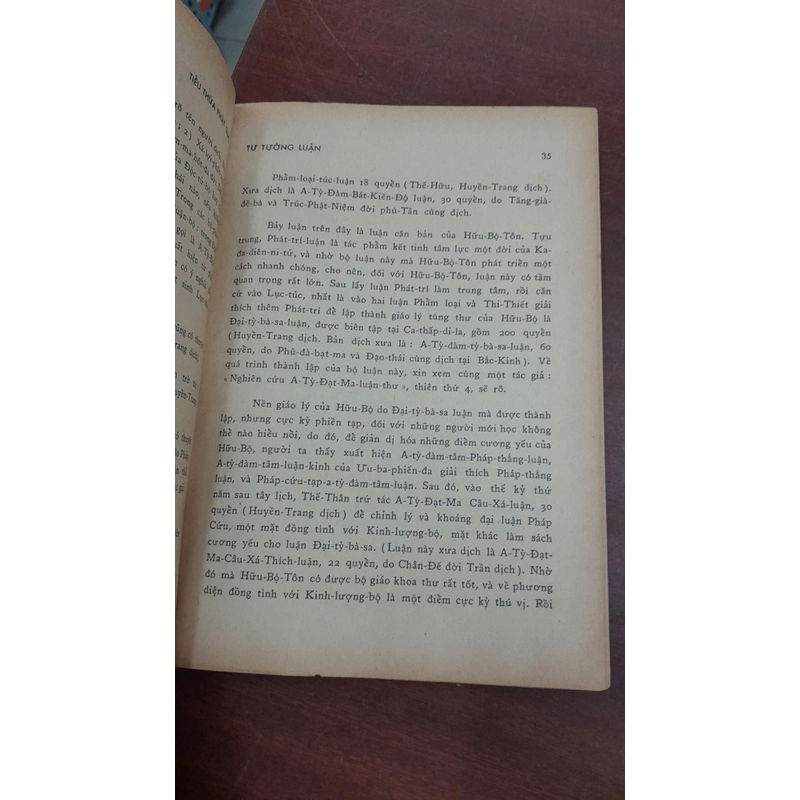 TIỂU THỪA PHẬT
TƯ TƯỞNG LUẬN 35
Phẩm-loại-túc-luận 18 quyển (Thế-Hữu, Huyền-Trang dịch).
Xưa dịch là A-Tỳ-Đàm-Bát-Kiền-Độ luận, 30 quyển, do Tăng-già-
đề-bà và Trúc-Phật-Niệm đời phù-Tần cùng dịch.
Bảy luận trên đây là luận căn bản của Hữu-Bộ-Tôn. Tựu
trung, Phát-trí-luận là tác phẩm kết tinh tâm lực một đời của Ka-
đa-diên-ni-tử, và nhờ bộ luận này mà Hữu-Bộ-Tôn phát triển một
cách nhanh chóng, cho nên, đối với Hữu-Bộ-Tôn, luận này có tầm
quan trọng rất lớn. Sau lấy luận Phát-trí làm trung tâm, rồi căn
cứ vào Lục-túc, nhất là vào hai luận Phẩm loại và Thi-Thiết giải
thích thêm Phát-trí để lập thành giáo lý tùng thư của Hữu-Bộ là
Đại-tỳ-bà-sa-luận, được biên tập tại Ca-thấp-di-la, gồm 200 quyển
(Huyền-Trang dịch. Bản dịch xưa là : A-Tỳ-đàm-tỳ-bà-sa-luận, 60
quyển, do Phù-đà-bạt-ma và Đạo-thái cùng dịch tại Bắc-Kinh). Về
quá trình thành lập của bộ luận này, xin xem cùng một tác giả :
« Nghiên cứu A-Tỳ-Đạt-Ma-Luận-thư », thiên thứ 4, sẽ rõ.
Nền giáo lý của Hữu-Bộ do Đại-tỳ-bà-sa luận mà được thành
lập, nhưng cực kỳ phiền tạp, đối với những người mới học không
thể nào hiểu nổi, do đó, để giản dị hóa những điểm cương yếu của
Hữu-Bộ, người ta thấy xuất hiện A-tỳ-đàm-tâm-Pháp-thắng-luận,
A-tỳ-đàm-tâm-luận-kinh của Ưu-ba-phiến-đa giải thích Pháp-thắng-
luận, và Pháp-cứu-tạp-a-tỳ-đàm-tâm-luận. Sau đó, vào thế kỷ thứ
năm sau tây lịch, Thế-Thân trứ tác A-Tỳ-Đạt-Ma Câu-Xá-luận, 30
quyển (Huyền-Trang dịch) để chỉnh lý và khoáng đại luận Pháp
Cứu, một mặt đồng tình với Kinh-lượng-bộ, mặt khác làm sách
cương yếu cho luận Đại-tỳ-bà-sa. (Luận này xưa dịch là A-Tỳ-Đạt-
Ma-Câu-Xá-Thích-luận, 22 quyển, do Chân-Đế đời Trần dịch). Nhờ
đó mà Hữu-Bộ-Tôn có được bộ giáo khoa thư rất tốt, và về phương
diện đồng tình với Kinh-lượng-bộ là một điểm cực kỳ thú vị. Rồi